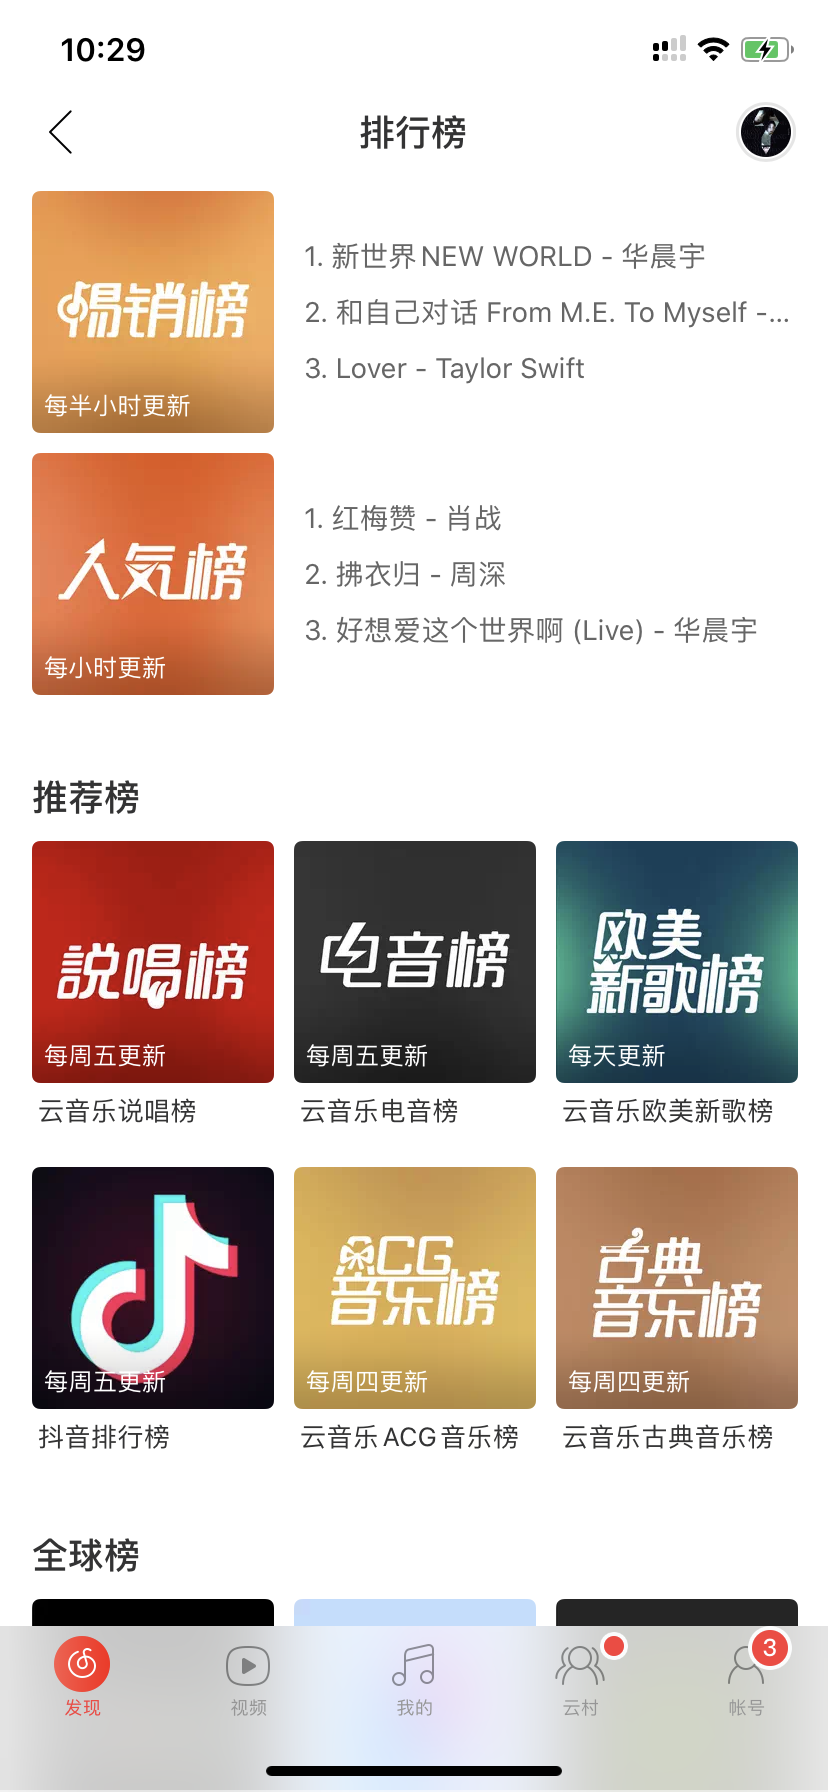 10:29
排行榜
畅销榜
每半小时更新
1. 新世界NEW WORLD - 华晨宇
2. 和自己对话 From M.E. To Myself -...
3. Lover - Taylor Swift
人気榜
每小时更新
1. 红梅赞 - 肖战
2. 拂衣归 - 周深
3. 好想爱这个世界啊 (Live) - 华晨宇
推荐榜
説唱榜
每周五更新
云音乐说唱榜
电音榜
每周五更新
云音乐电音榜
欧美
新歌榜
每天更新
云音乐欧美新歌榜
每周五更新
抖音排行榜
ACG
音乐榜
每周四更新
云音乐ACG音乐榜
古典
音乐榜
每周四更新
云音乐古典音乐榜
全球榜
发现
视频
我的
云村
3
帐号